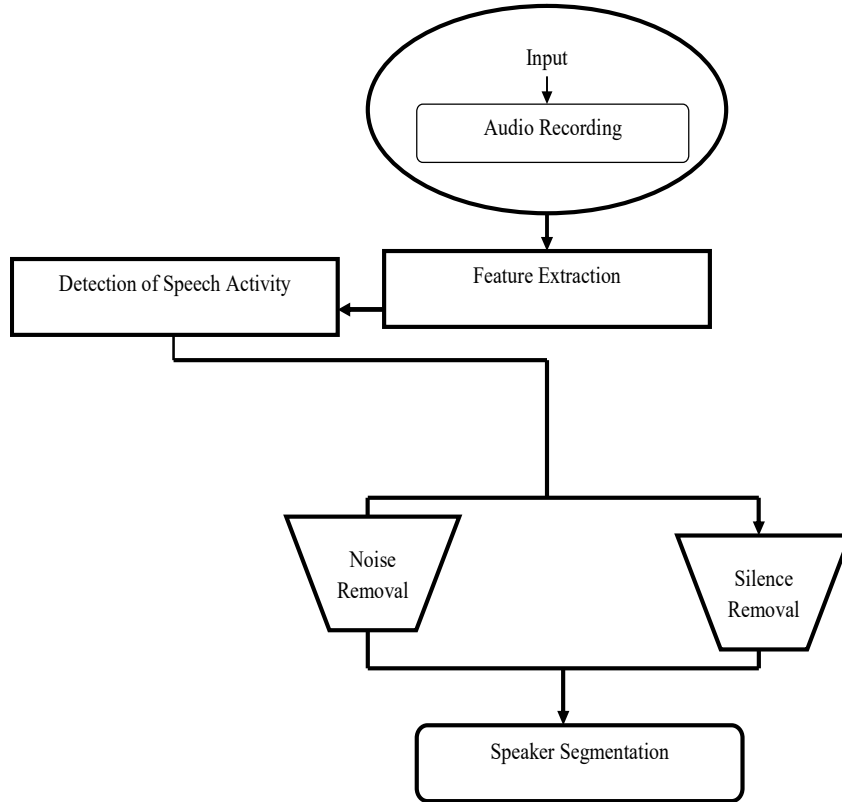 Input
Audio Recording
Feature Extraction
Detection of Speech Activity
Noise
Removal
Silence
Removal
Speaker Segmentation